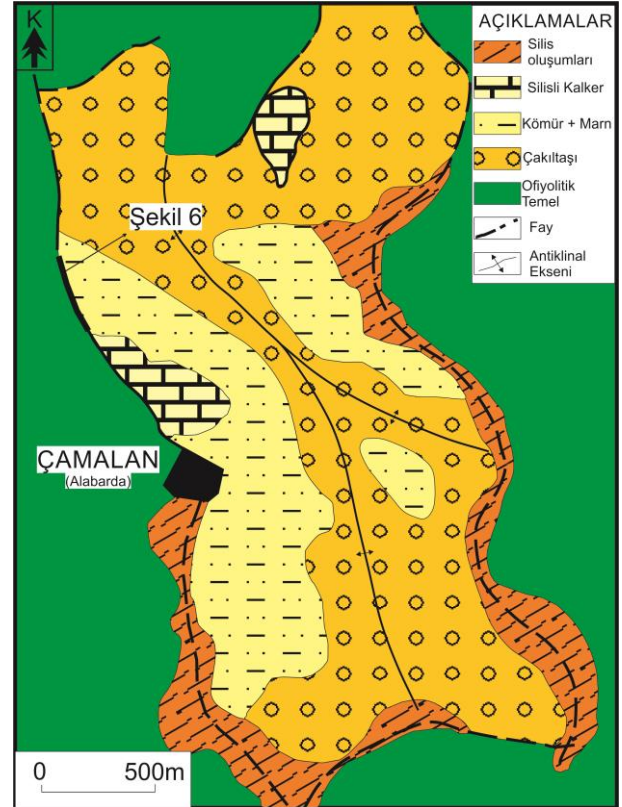 K
AÇIKLAMALAR
Silis
oluşumları
Silisli Kalker
Kömür + Marn
Çakıltaşı
Ofiyolitik
Temel
Fay
Antiklinal
Ekseni
Şekil 6
ÇAMALAN
(Alabarda)
0 500m